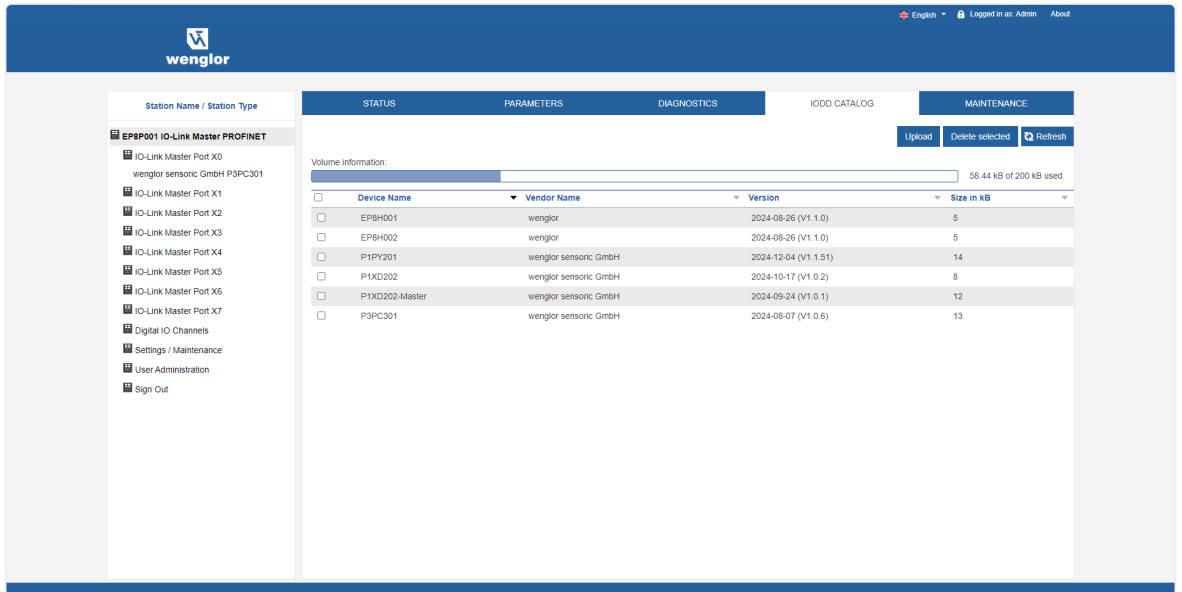 English Logged in as: Admin About
wenglor
Station Name / Station Type
EP8P001 IO-Link Master PROFINET
IO-Link Master Port X0
wenglor sensoric GmbH P3PC301
IO-Link Master Port X1
IO-Link Master Port X2
IO-Link Master Port X3
IO-Link Master Port X4
IO-Link Master Port X5
IO-Link Master Port X6
IO-Link Master Port X7
Digital IO Channels
Settings / Maintenance
User Administration
Sign Out
STATUS PARAMETERS DIAGNOSTICS IODD CATALOG MAINTENANCE
Upload Delete selected Refresh
Volume information:
58.44 kB of 200 kB used
Device Name Vendor Name Version Size in kB
EP8H001 wenglor 2024-08-26 (V1.1.0) 5
EP8H002 wenglor 2024-08-26 (V1.1.0) 5
P1PY201 wenglor sensoric GmbH 2024-12-04 (V1.1.51) 14
P1XD202 wenglor sensoric GmbH 2024-10-17 (V1.0.2) 8
P1XD202-Master wenglor sensoric GmbH 2024-09-24 (V1.0.1) 12
P3PC301 wenglor sensoric GmbH 2024-08-07 (V1.0.6) 13